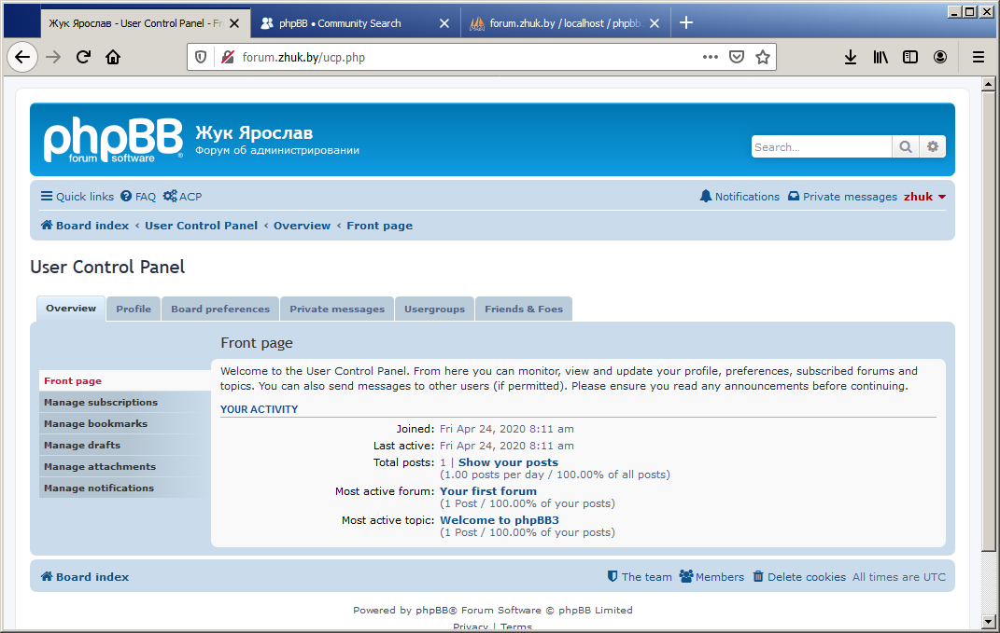 Жук Ярослав - User Control Panel - Fr
phpBB • Community Search
forum.zhuk.by / localhost / phpbb
forum.zhuk.by/ucp.php
phpBB®
forum software
Жук Ярослав
Форум об администрировании
Search…
Quick links FAQ ACP
Notifications Private messages zhuk
Board index ‹ User Control Panel ‹ Overview ‹ Front page
User Control Panel
Overview Profile Board preferences Private messages Usergroups Friends & Foes
Front page
Manage subscriptions
Manage bookmarks
Manage drafts
Manage attachments
Manage notifications
Front page
Welcome to the User Control Panel. From here you can monitor, view and update your profile, preferences, subscribed forums and
topics. You can also send messages to other users (if permitted). Please ensure you read any announcements before continuing.
YOUR ACTIVITY
Joined: Fri Apr 24, 2020 8:11 am
Last active: Fri Apr 24, 2020 8:11 am
Total posts: 1 | Show your posts
(1.00 posts per day / 100.00% of all posts)
Most active forum: Your first forum
(1 Post / 100.00% of your posts)
Most active topic: Welcome to phpBB3
(1 Post / 100.00% of your posts)
Board index
The team Members Delete cookies All times are UTC
Powered by phpBB® Forum Software © phpBB Limited
Privacy | Terms